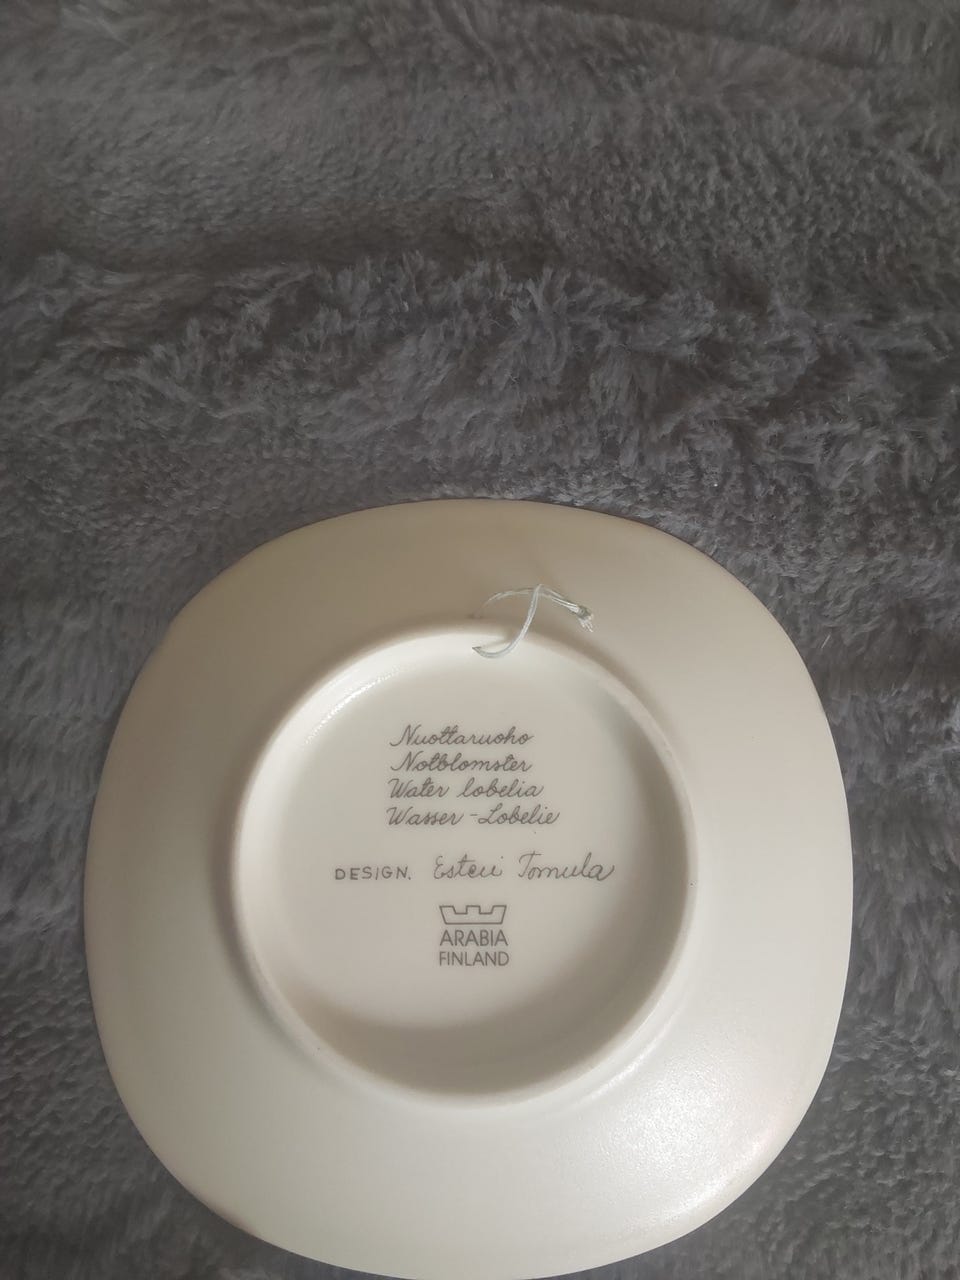 Nuottaruoho
Notblomster
Water lobelia
Wasser-Lobelie
DESIGN. Esteri Tomula
ARABIA
FINLAND